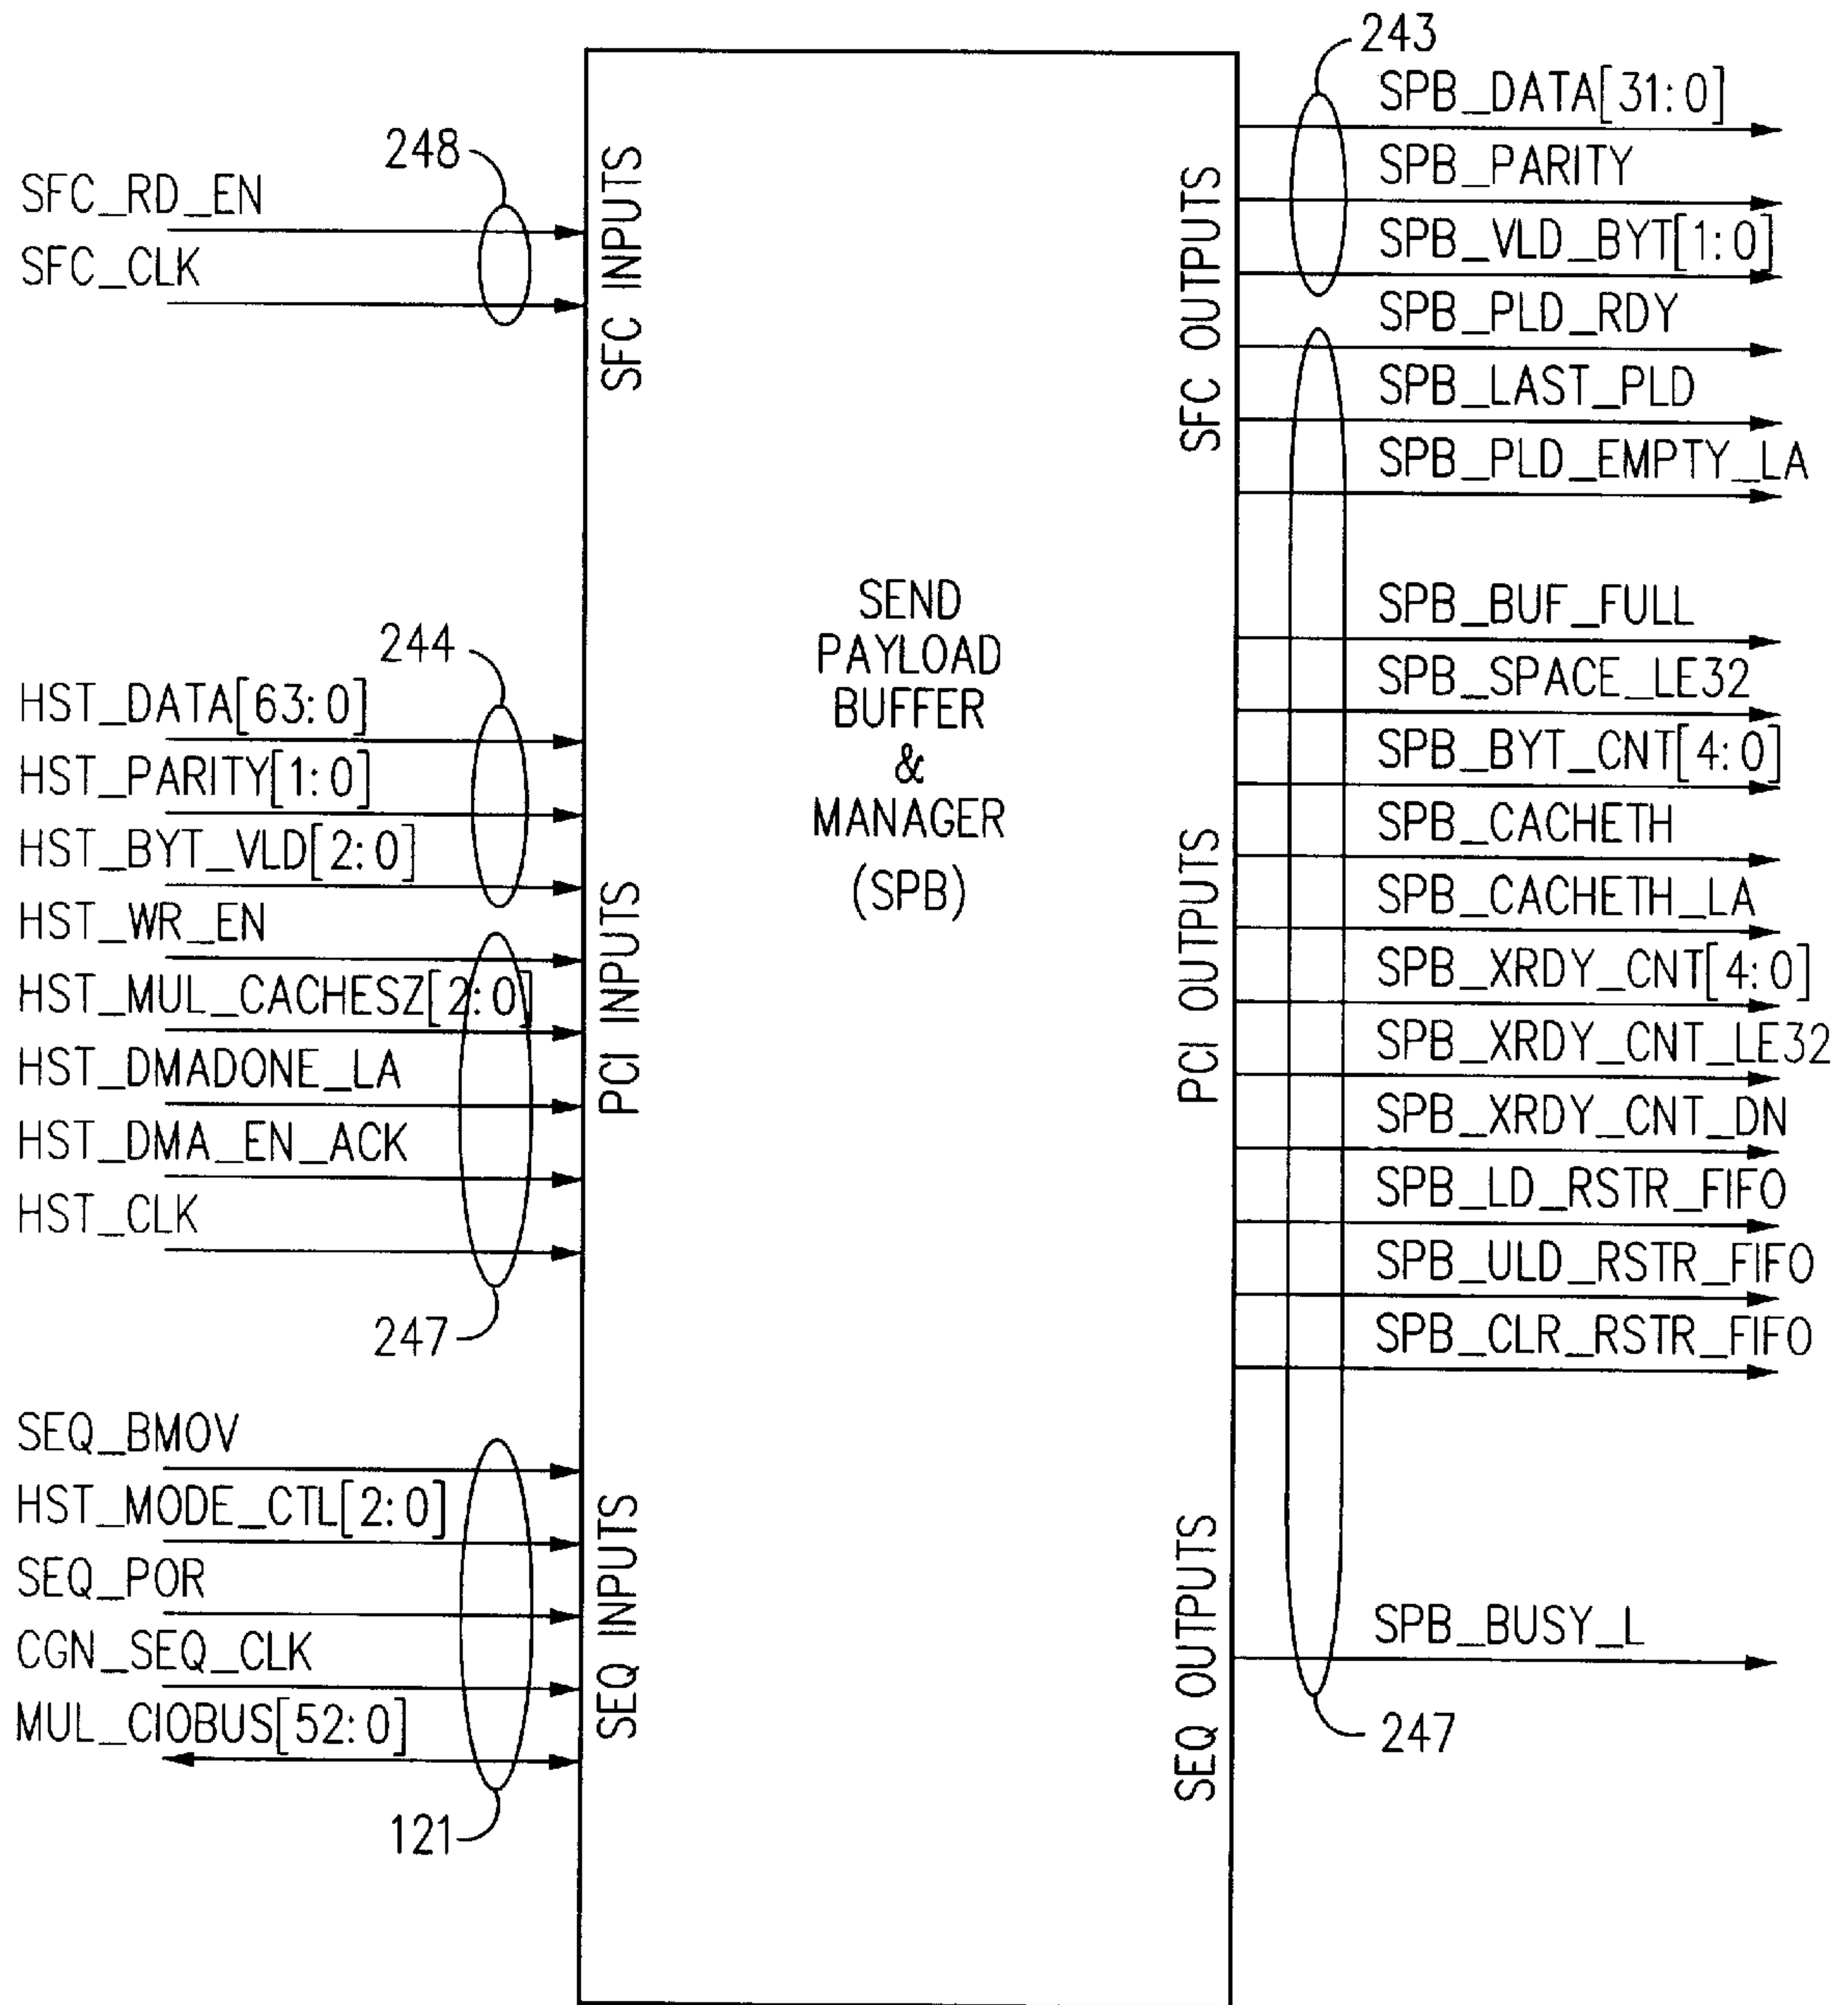 248
SFC_RD_EN
SFC_CLK
SFC INPUTS
244
HST_DATA[63:0]
HST_PARITY[1:0]
HST_BYT_VLD[2:0]
HST_WR_EN
HST_MUL_CACHESZ[2:0]
HST_DMADONE_LA
HST_DMA_EN_ACK
HST_CLK
247
PCI INPUTS
SEQ_BMOV
HST_MODE_CTL[2:0]
SEQ_POR
CGN_SEQ_CLK
MUL_CIOBUS[52:0]
121
SEQ INPUTS
SEND
PAYLOAD
BUFFER
&
MANAGER
(SPB)
243
SFC OUTPUTS
SPB_DATA[31:0]
SPB_PARITY
SPB_VLD_BYT[1:0]
SPB_PLD_RDY
SPB_LAST_PLD
SPB_PLD_EMPTY_LA
PCI OUTPUTS
SPB_BUF_FULL
SPB_SPACE_LE32
SPB_BYT_CNT[4:0]
SPB_CACHETH
SPB_CACHETH_LA
SPB_XRDY_CNT[4:0]
SPB_XRDY_CNT_LE32
SPB_XRDY_CNT_DN
SPB_LD_RSTR_FIFO
SPB_ULD_RSTR_FIFO
SPB_CLR_RSTR_FIFO
SEQ OUTPUTS
SPB_BUSY_L
247